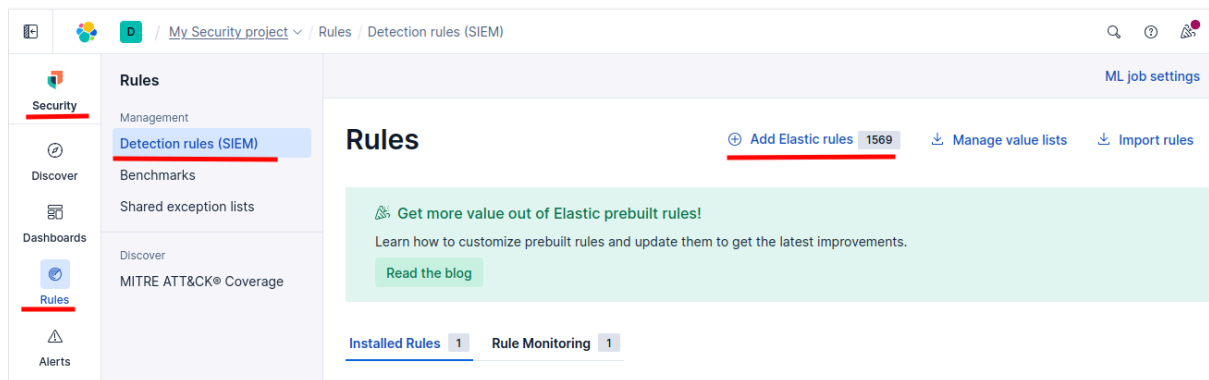 D / My Security project / Rules / Detection rules (SIEM)
Security
Discover
Dashboards
Rules
Alerts
Rules
Management
Detection rules (SIEM)
Benchmarks
Shared exception lists
Discover
MITRE ATT&CK® Coverage
ML job settings
Rules
Add Elastic rules 1569 Manage value lists Import rules
Get more value out of Elastic prebuilt rules!
Learn how to customize prebuilt rules and update them to get the latest improvements.
Read the blog
Installed Rules 1 Rule Monitoring 1